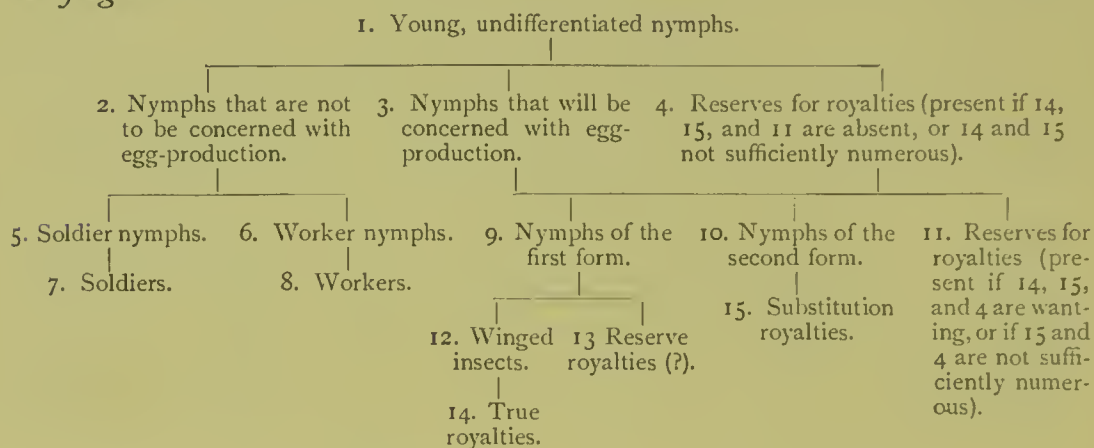 1. Young, undifferentiated nymphs.
2. Nymphs that are not
to be concerned with
egg-production.
3. Nymphs that will be
concerned with egg-
production.
4. Reserves for royalties (present if 14,
15, and 11 are absent, or 14 and 15
not sufficiently numerous).
5. Soldier nymphs.
6. Worker nymphs.
9. Nymphs of the
first form.
10. Nymphs of the
second form.
11. Reserves for
royalties (pre-
sent if 14, 15,
and 4 are want-
ing, or if 15 and
4 are not suffi-
ciently numer-
ous).
7. Soldiers.
8. Workers.
15. Substitution
royalties.
12. Winged
insects.
13 Reserve
royalties (?).
14. True
royalties.